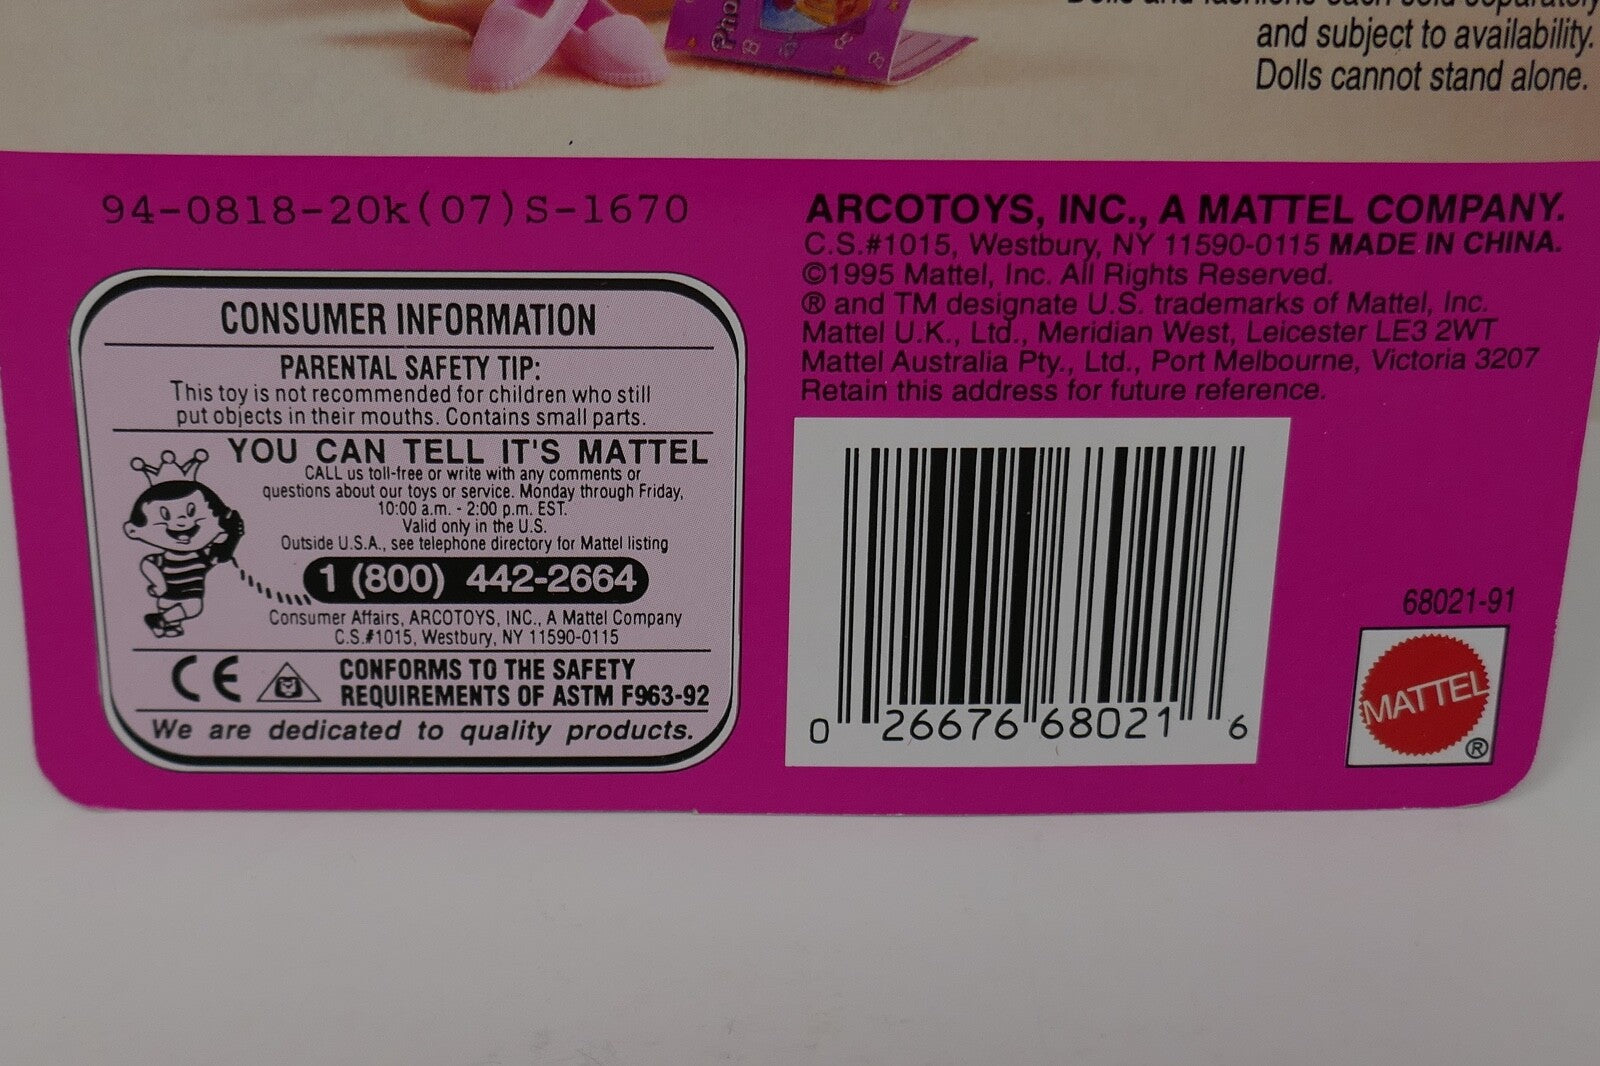 Dolls and fashions each sold separately
and subject to availability.
Dolls cannot stand alone.
Pho
94-0818-20k(07)S-1670
ARCOTOYS, INC., A MATTEL COMPANY.
C.S.#1015, Westbury, NY 11590-0115 MADE IN CHINA.
©1995 Mattel, Inc. All Rights Reserved.
® and TM designate U.S. trademarks of Mattel, Inc.
Mattel U.K., Ltd., Meridian West, Leicester LE3 2WT
Mattel Australia Pty., Ltd., Port Melbourne, Victoria 3207
Retain this address for future reference.
CONSUMER INFORMATION
PARENTAL SAFETY TIP:
This toy is not recommended for children who still
put objects in their mouths. Contains small parts.
YOU CAN TELL IT'S MATTEL
CALL us toll-free or write with any comments or
questions about our toys or service. Monday through Friday,
10:00 a.m. - 2:00 p.m. EST.
Valid only in the U.S.
Outside U.S.A., see telephone directory for Mattel listing
1 (800) 442-2664
Consumer Affairs, ARCOTOYS, INC., A Mattel Company
C.S.#1015, Westbury, NY 11590-0115
CE
CONFORMS TO THE SAFETY
REQUIREMENTS OF ASTM F963-92
We are dedicated to quality products.
0 26676 68021 6
68021-91
MATTEL
®